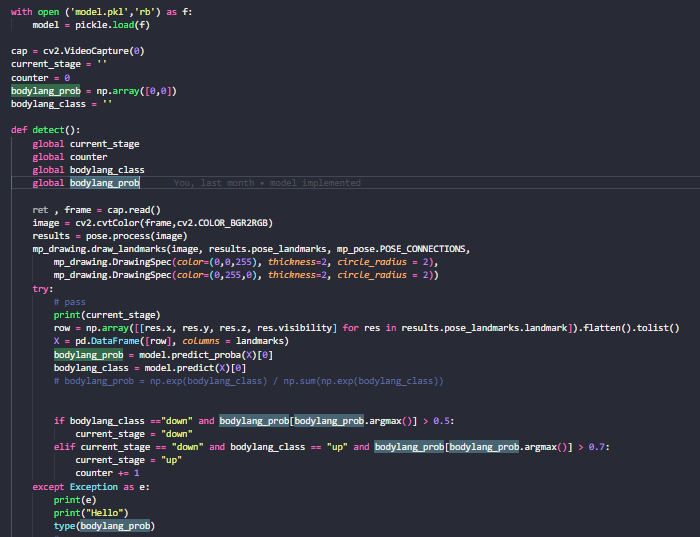 with open ('model.pkl','rb') as f:
    model = pickle.load(f)

cap = cv2.VideoCapture(0)
current_stage = ''
counter = 0
bodylang_prob = np.array([0,0])
bodylang_class = ''

def detect():
    global current_stage
    global counter
    global bodylang_class
    global bodylang_prob      You, last month • model implemented

    ret , frame = cap.read()
    image = cv2.cvtColor(frame,cv2.COLOR_BGR2RGB)
    results = pose.process(image)
    mp_drawing.draw_landmarks(image, results.pose_landmarks, mp_pose.POSE_CONNECTIONS,
        mp_drawing.DrawingSpec(color=(0,0,255), thickness=2, circle_radius = 2),
        mp_drawing.DrawingSpec(color=(0,255,0), thickness=2, circle_radius = 2))
    try:
        # pass
        print(current_stage)
        row = np.array([[res.x, res.y, res.z, res.visibility] for res in results.pose_landmarks.landmark]).flatten().tolist()
        X = pd.DataFrame([row], columns = landmarks)
        bodylang_prob = model.predict_proba(X)[0]
        bodylang_class = model.predict(X)[0]
        # bodylang_prob = np.exp(bodylang_class) / np.sum(np.exp(bodylang_class))

        if bodylang_class =="down" and bodylang_prob[bodylang_prob.argmax()] > 0.5:
            current_stage = "down"
        elif current_stage == "down" and bodylang_class == "up" and bodylang_prob[bodylang_prob.argmax()] > 0.7:
            current_stage = "up"
            counter += 1
    except Exception as e:
        print(e)
        print("Hello")
        type(bodylang_prob)